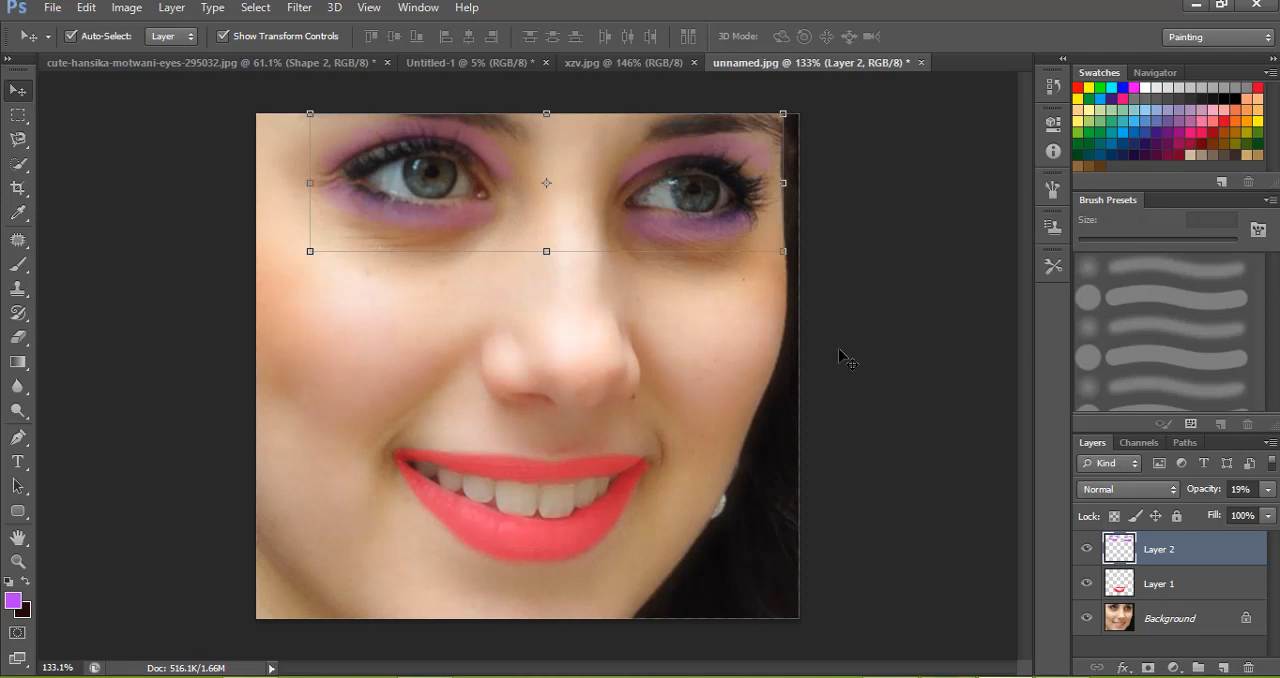 Ps File Edit Image Layer Type Select Filter 3D View Window Help
Auto-Select: Layer Show Transform Controls 3D Mode: Painting
cute-hansika-motwani-eyes-295032.jpg @ 61.1% (Shape 2, RGB/8) * × Untitled-1 @ 5% (RGB/8) * × xzv.jpg @ 146% (RGB/8) × unnamed.jpg @ 133% (Layer 2, RGB/8) * ×
Swatches Navigator
Brush Presets
Size:
Layers Channels Paths
Kind
Normal Opacity: 19%
Lock: Fill: 100%
Layer 2
Layer 1
Background
133.1% Doc: 516.1K/1.66M